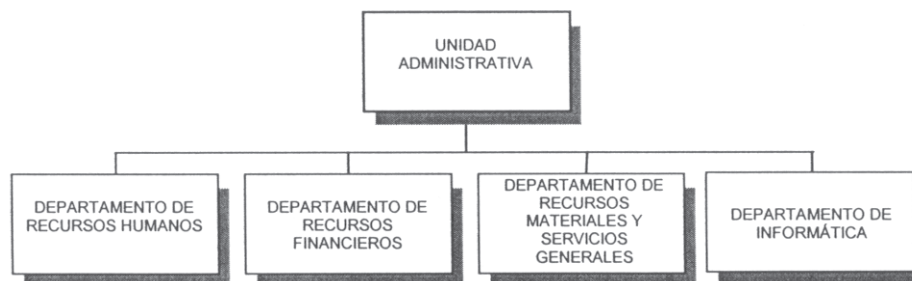 UNIDAD
ADMINISTRATIVA
DEPARTAMENTO DE
RECURSOS HUMANOS
DEPARTAMENTO DE
RECURSOS
FINANCIEROS
DEPARTAMENTO DE
RECURSOS
MATERIALES Y
SERVICIOS
GENERALES
DEPARTAMENTO DE
INFORMÁTICA